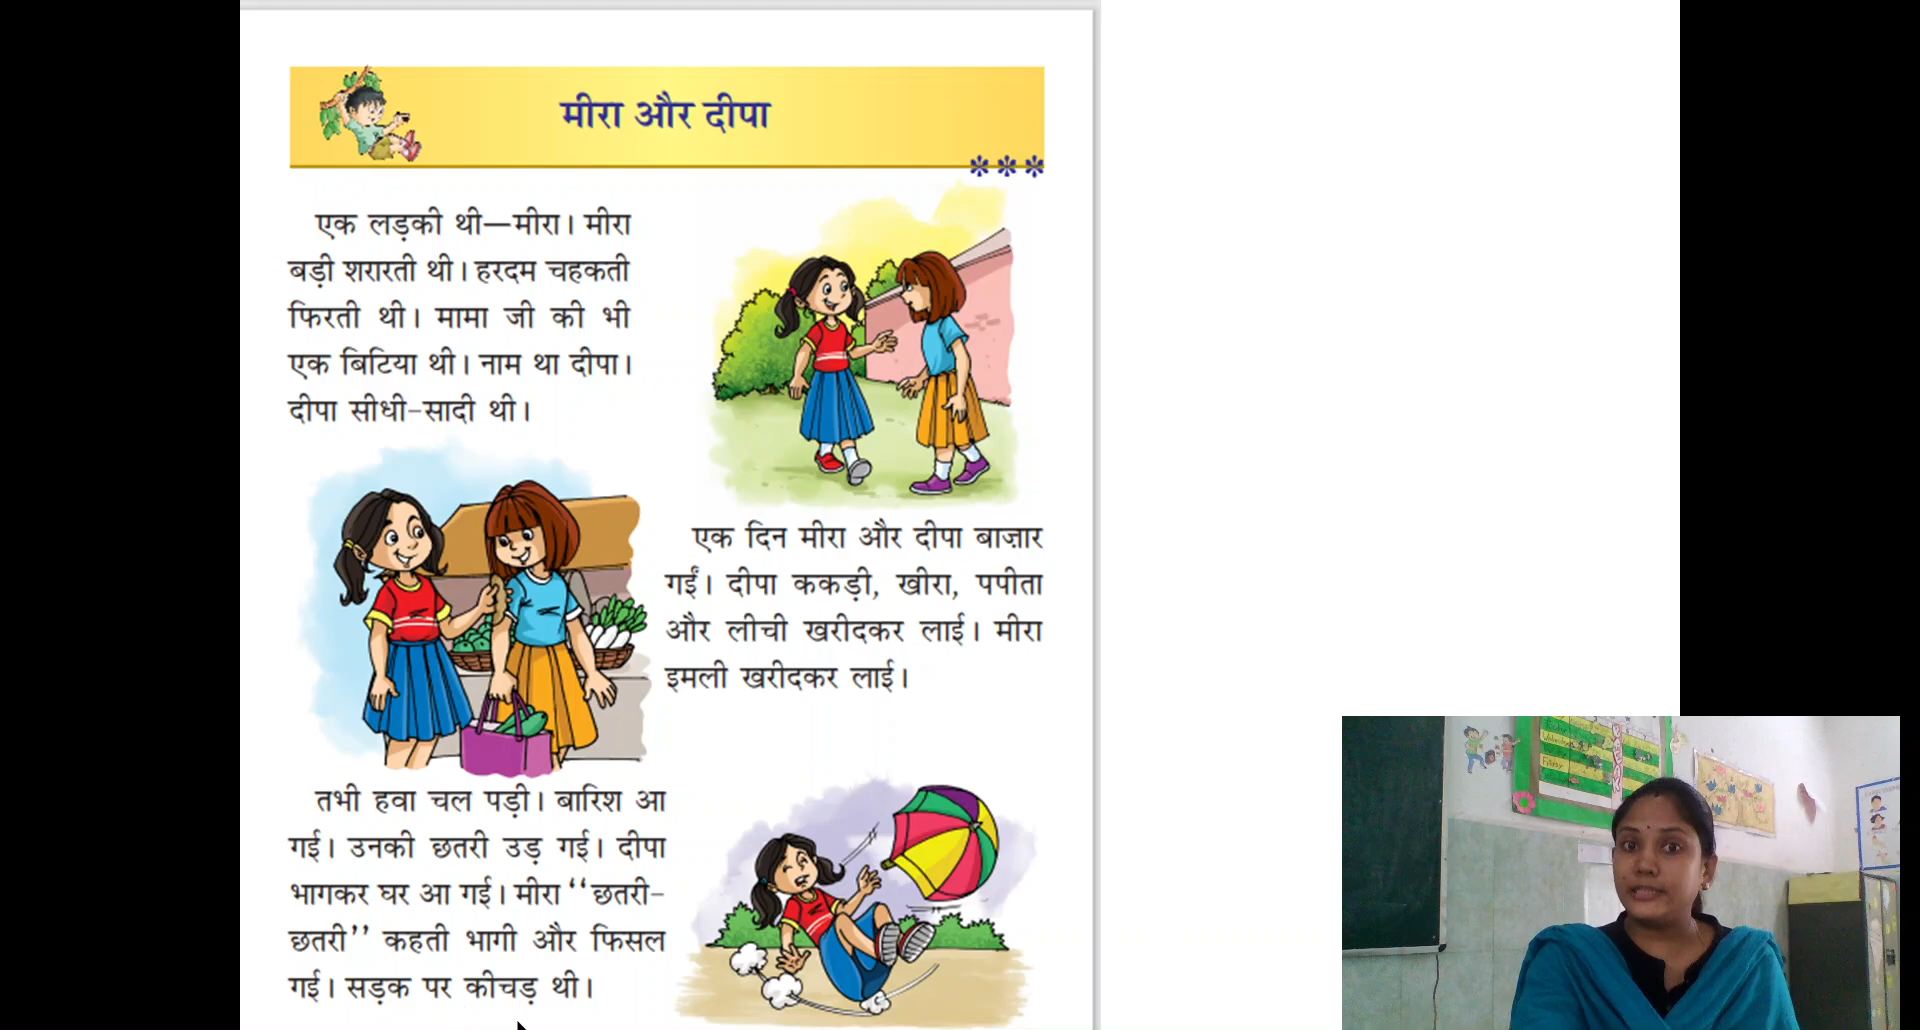 मीरा और दीपा
एक लड़की थी—मीरा। मीरा
बड़ी शरारती थी। हरदम चहकती
फिरती थी। मामा जी की भी
एक बिटिया थी। नाम था दीपा।
दीपा सीधी-सादी थी।
एक दिन मीरा और दीपा बाज़ार
गईं। दीपा ककड़ी, खीरा, पपीता
और लीची खरीदकर लाई। मीरा
इमली खरीदकर लाई।
तभी हवा चल पड़ी। बारिश आ
गई। उनकी छतरी उड़ गई। दीपा
भागकर घर आ गई। मीरा ‘‘छतरी-
छतरी’’ कहती भागी और फिसल
गई। सड़क पर कीचड़ थी।
Friday